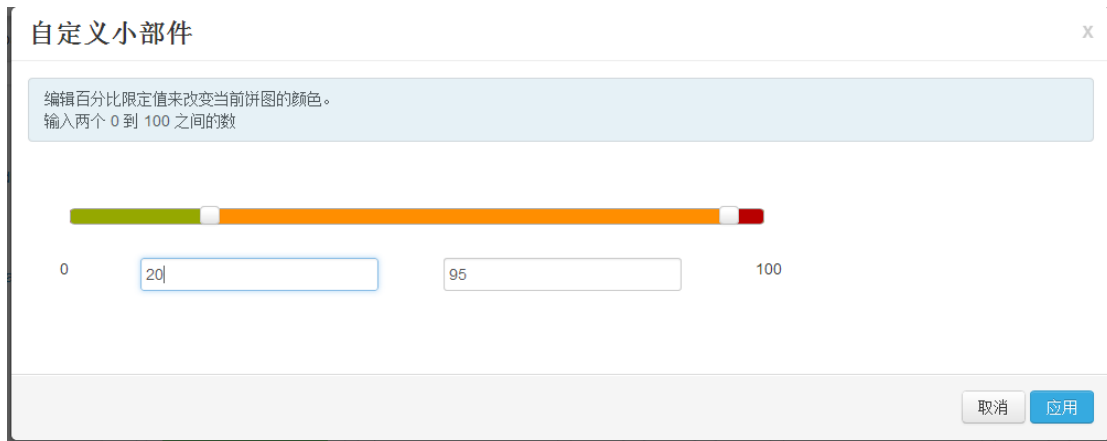 自定义小部件
x
编辑百分比限定值来改变当前饼图的颜色。
输入两个 0 到 100 之间的数
0
20
95
100
取消
应用